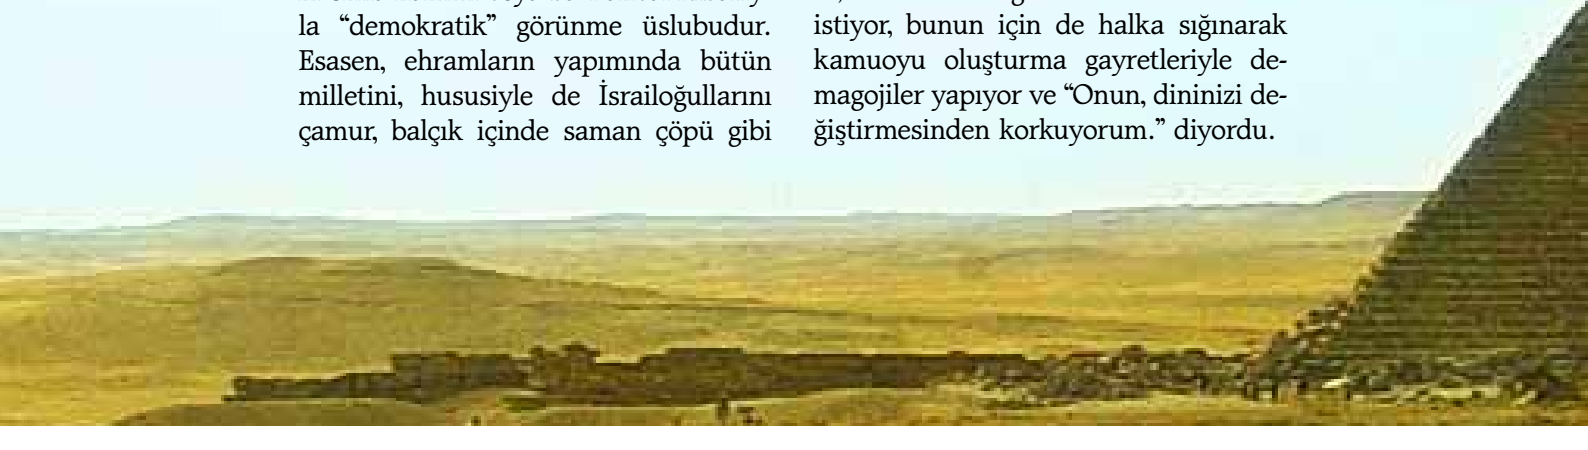 la “demokratik” görünme üslubudur.
Esasen, ehramların yapımında bütün
milletini, hususiyle de İsrailoğullarını
çamur, balçık içinde saman çöpü gibi
istiyor, bunun için de halka sığınarak
kamuoyu oluşturma gayretleriyle de-
magojiler yapıyor ve “Onun, dininizi de-
ğiştirmesinden korkuyorum.” diyordu.